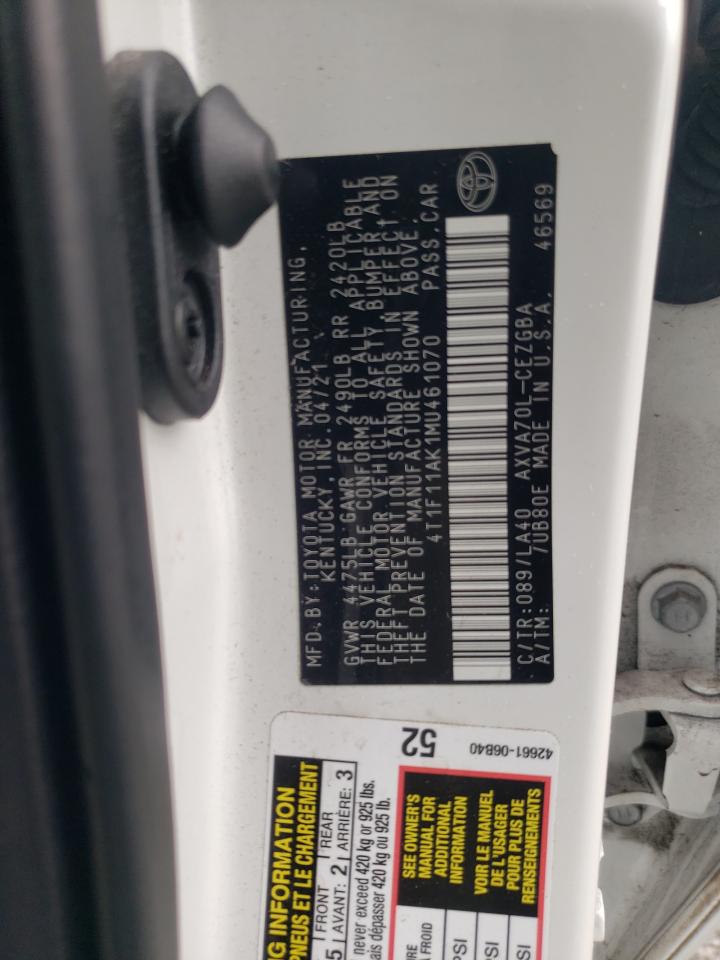 MFD. BY: TOYOTA MOTOR MANUFACTURING,
KENTUCKY, INC. 04/21
GVWR 4475LB GAWR FR 2490LB RR 2420LB
THIS VEHICLE CONFORMS TO ALL APPLICABLE
FEDERAL MOTOR VEHICLE SAFETY, BUMPER, AND
THEFT PREVENTION STANDARDS IN EFFECT ON
THE DATE OF MANUFACTURE SHOWN ABOVE.
4T1F11AK1MU461070 PASS.CAR
C/TR: 089/LA40 AXVA70L-CEZGBA
A/TM: 7UB80E MADE IN U.S.A. 46569
NG INFORMATION
PNEUS ET LE CHARGEMENT
5 FRONT 2 REAR 3
AVANT: ARRIÈRE:
never exceed 420 kg or 925 lbs.
ais dépasser 420 kg ou 925 lb.
SEE OWNER'S
MANUAL FOR
ADDITIONAL
INFORMATION
VOIR LE MANUEL
DE L'USAGER
POUR PLUS DE
RENSEIGNEMENTS
URE
À FROID
PSI
PSI
PSI
52
42661-06B40